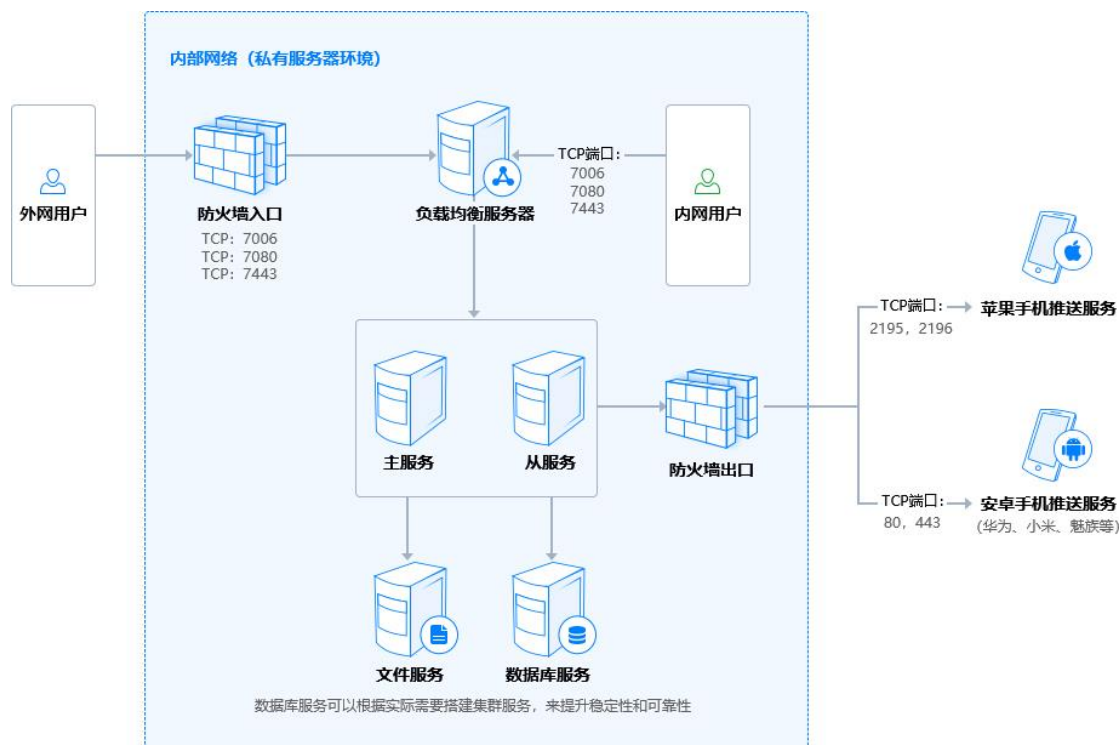 内部网络（私有服务器环境）
外网用户
防火墙入口
TCP：7006
TCP：7080
TCP：7443
负载均衡服务器
TCP端口：
7006
7080
7443
内网用户
主服务
从服务
防火墙出口
TCP端口：
2195，2196
苹果手机推送服务
TCP端口：
80，443
安卓手机推送服务
(华为、小米、魅族等)
文件服务
数据库服务
数据库服务可以根据实际需要搭建集群服务，来提升稳定性和可靠性